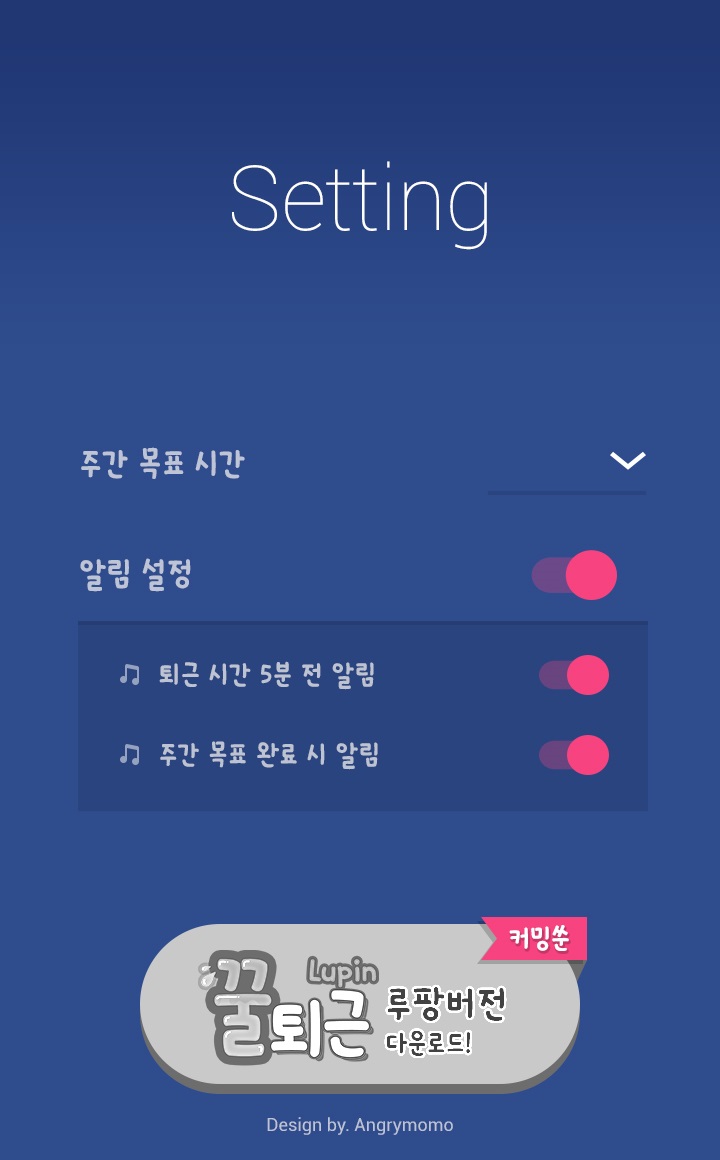 Setting
주간 목표 시간
알림 설정
퇴근 시간 5분 전 알림
주간 목표 완료 시 알림
커밍쑨
꿀퇴근 Lupin
루팡버전
다운로드!
Design by. Angrymomo